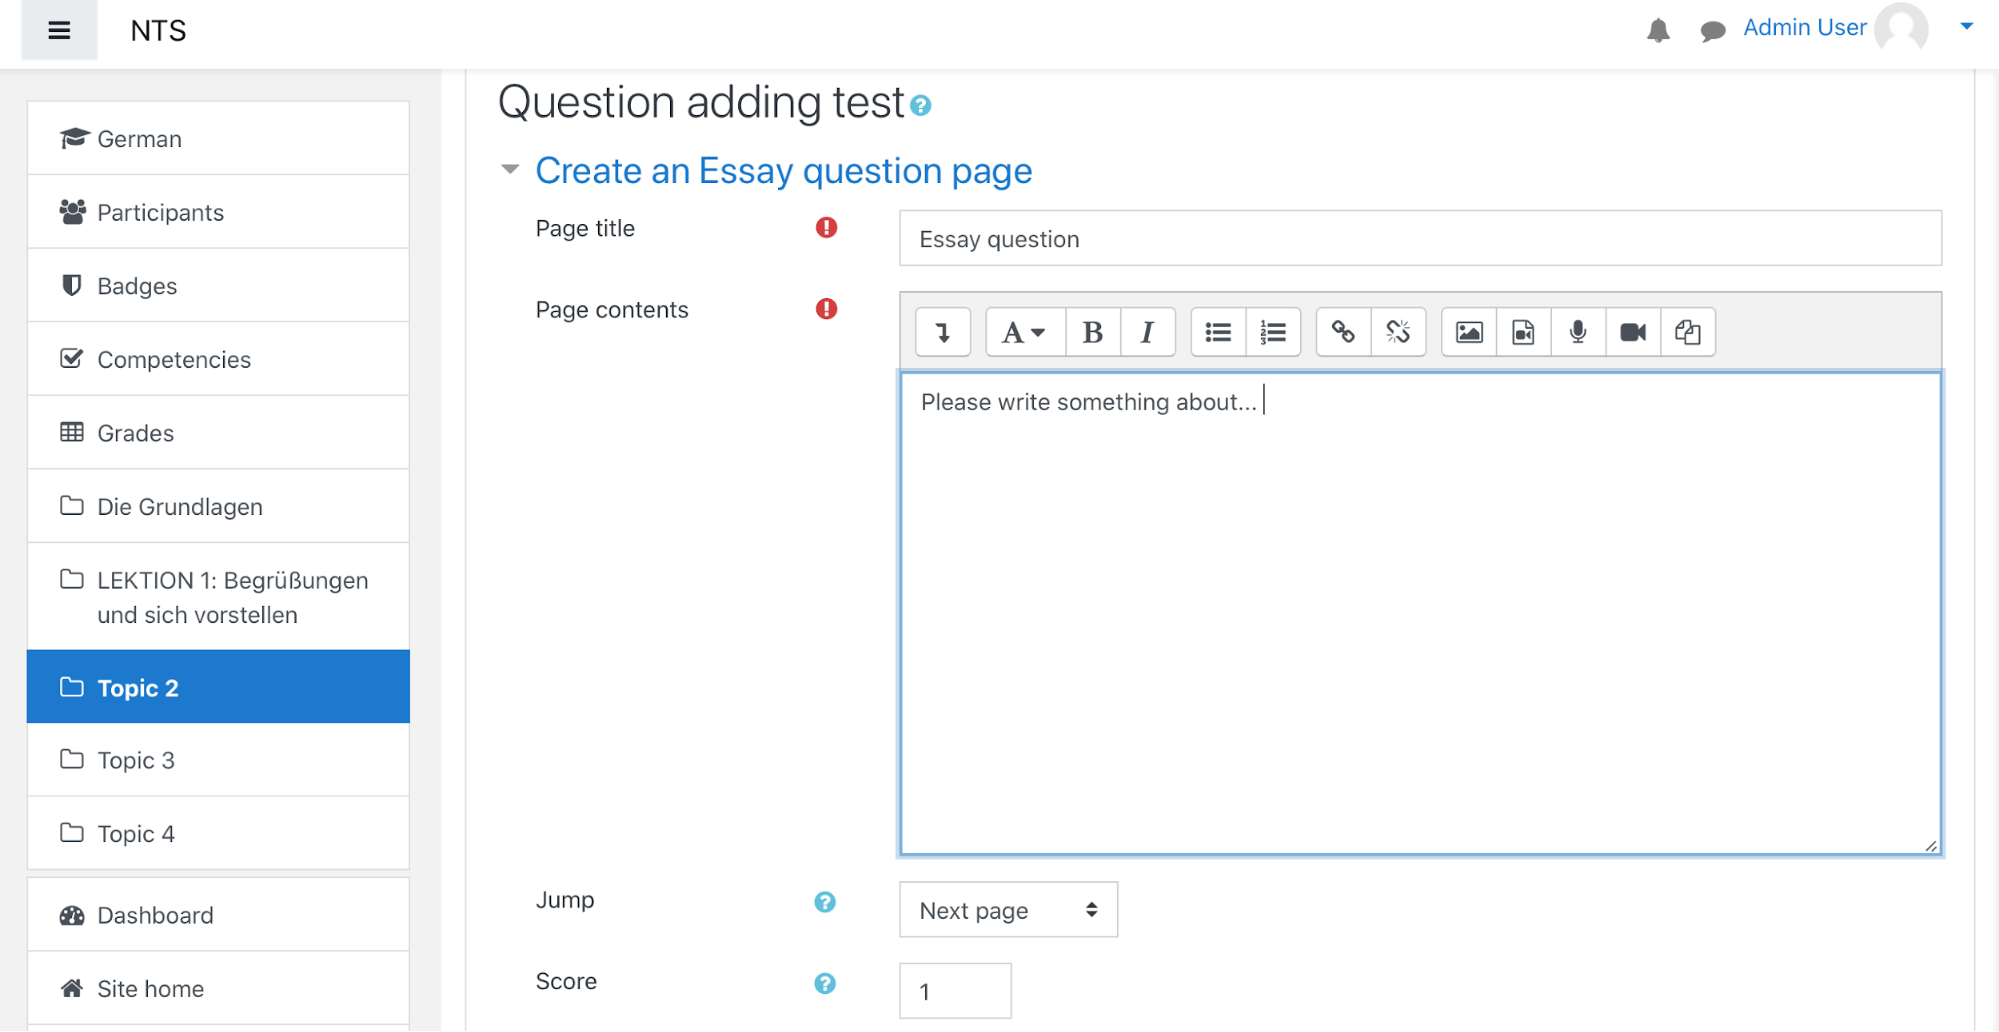 NTS
Admin User
German
Participants
Badges
Competencies
Grades
Die Grundlagen
LEKTION 1: Begrüßungen
und sich vorstellen
Topic 2
Topic 3
Topic 4
Dashboard
Site home
Question adding test
Create an Essay question page
Page title
Essay question
Page contents
A B I
Please write something about...
Jump
Next page
Score
1